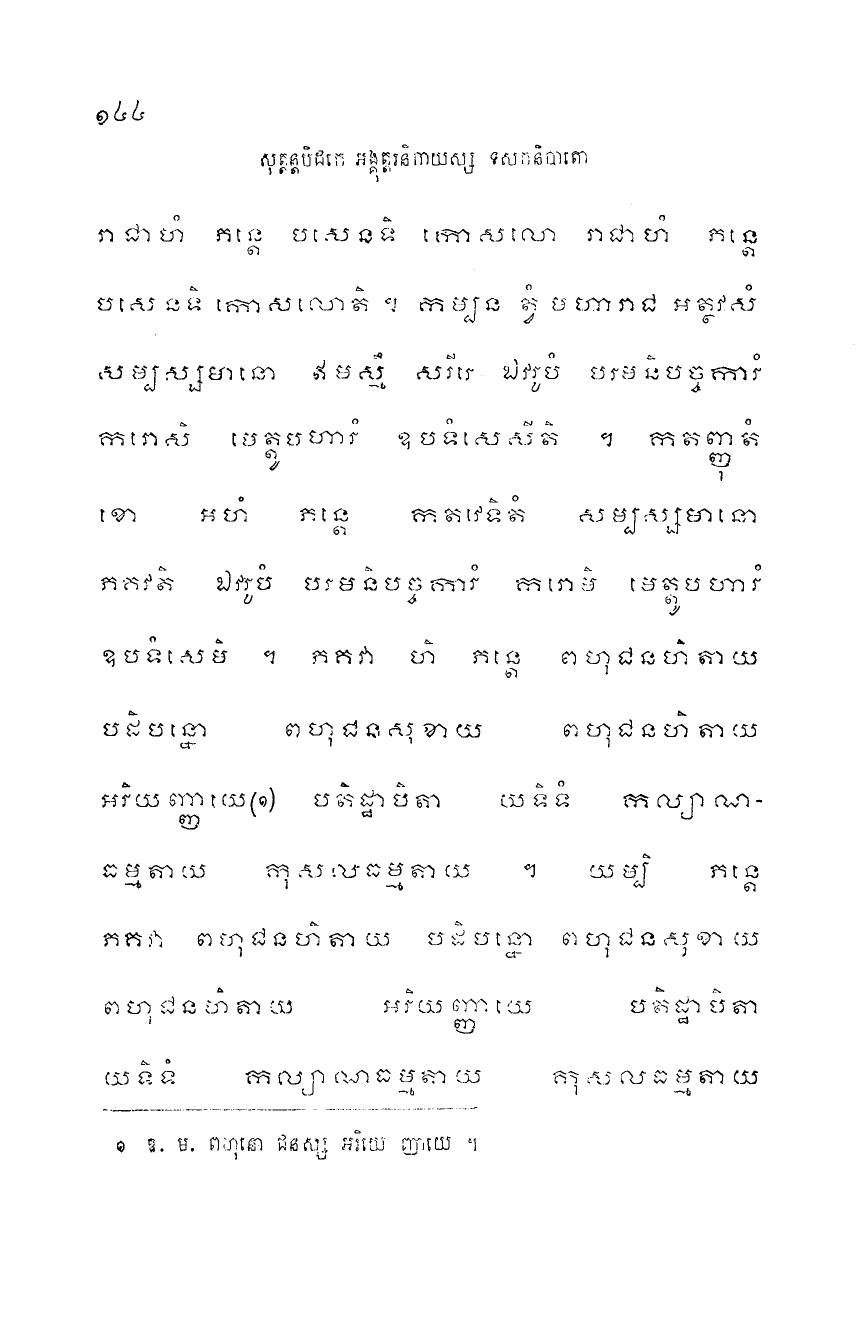 ១៤៤
សុត្តន្តបិដកេ អង្គុត្តរនិកាយស្ស ទសកនិបាតោ
រាជាហំ ភន្តេ បសេនទិ កោសលោ រាជាហំ ភន្តេ
បសេនទិ កោសលោតិ ។ កម្បន ត្វំ មហារាជ អត្ថវសំ
សម្បស្សមានោ ឥមស្មឹ សរីរេ ឯវរូបំ បរមនិបច្ចការំ
ករោសិ មេត្តូបហារំ ឧបទំសេសីតិ ។ កតញ្ញុតំ
ខោ អហំ ភន្តេ កតវេទិតំ សម្បស្សមានោ
ភគវតិ ឯវរូបំ បរមនិបច្ចការំ ករោមិ មេត្តូបហារំ
ឧបទំសេមិ ។ ភគវា ហិ ភន្តេ ពហុជនហិតាយ
បដិបន្នោ ពហុជនសុខាយ ពហុជនហិតាយ
អរិយញ្ញាយេ(១) បតិដ្ឋាបិតា យទិទំ កល្យាណ-
ធម្មតាយ កុសលធម្មតាយ ។ យម្បិ ភន្តេ
ភគវា ពហុជនហិតាយ បដិបន្នោ ពហុជនសុខាយ
ពហុជនហិតាយ អរិយញ្ញាយេ បតិដ្ឋាបិតា
យទិទំ កល្យាណធម្មតាយ កុសលធម្មតាយ
១ ឱ. ម. ពហុនោ ជនស្ស អរិយេ ញាយេ ។